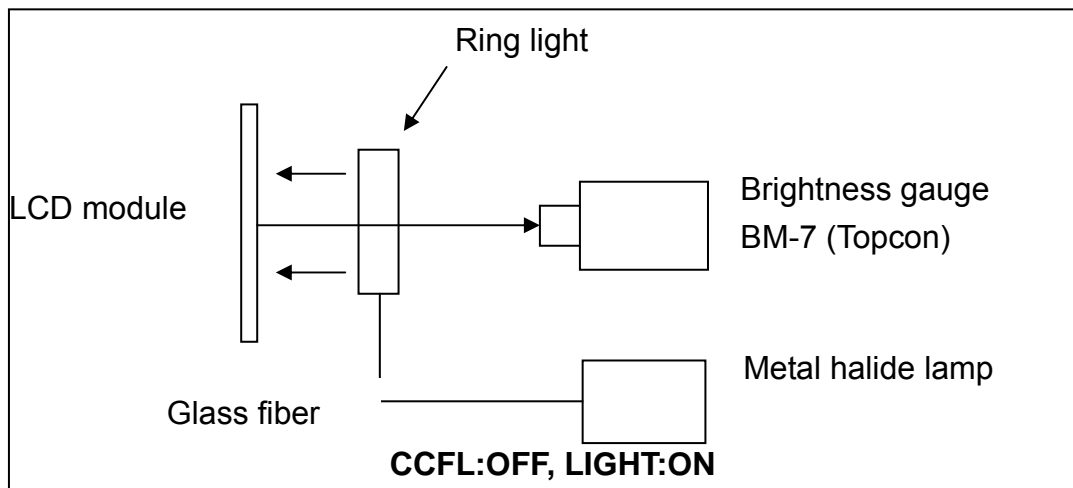 Ring light
LCD module
Brightness gauge
BM-7 (Topcon)
Metal halide lamp
Glass fiber
CCFL:OFF, LIGHT:ON